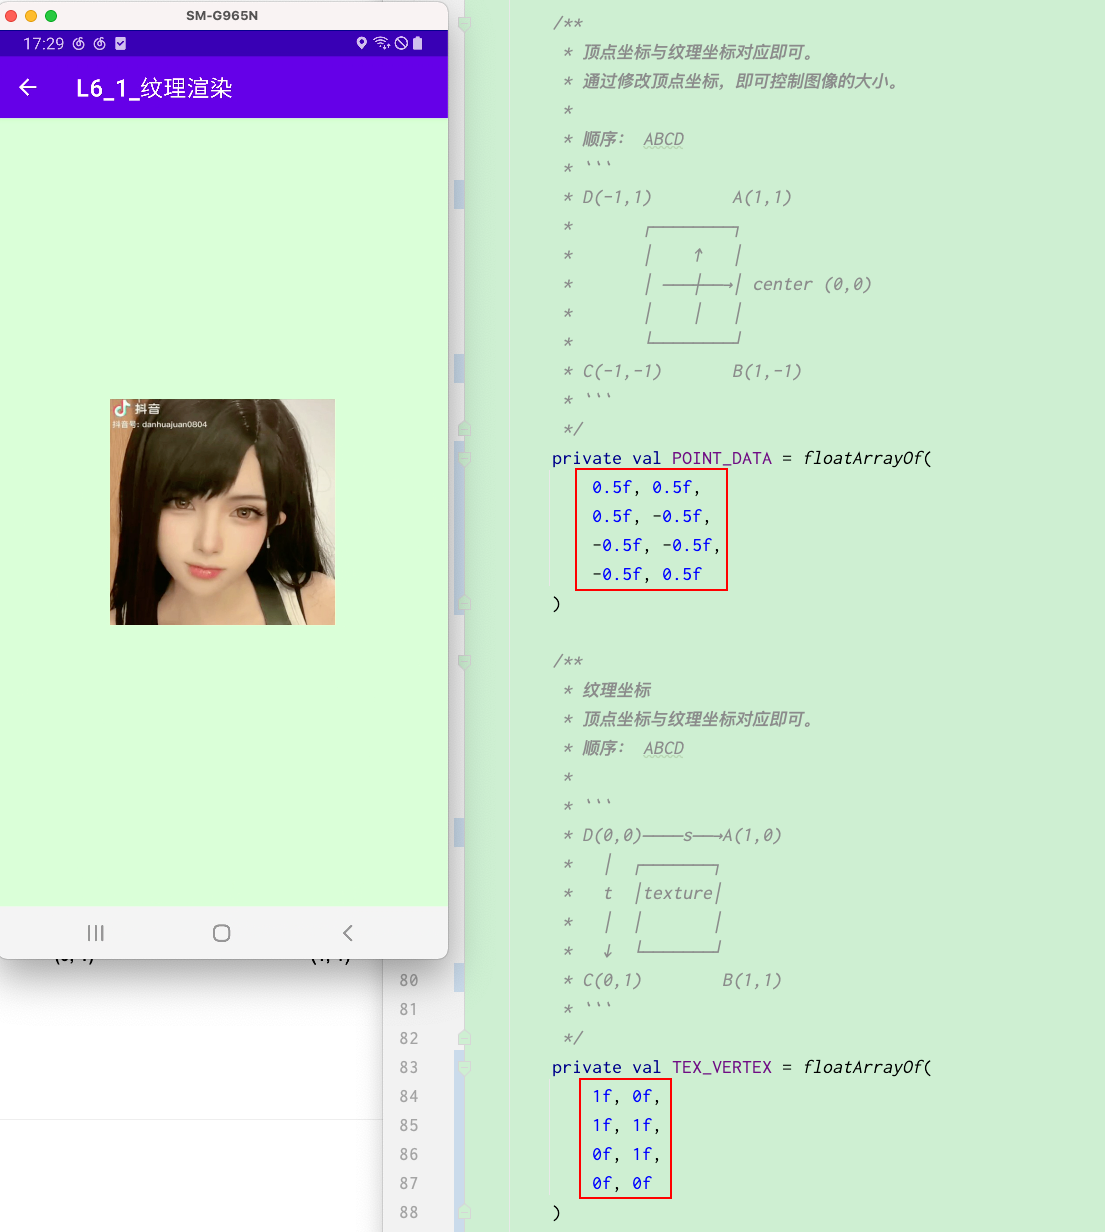 SM-G965N
17:29
L6_1_纹理渲染
抖音
抖音号: danhuajuan0804
/**
* 顶点坐标与纹理坐标对应即可。
* 通过修改顶点坐标，即可控制图像的大小。
*
* 顺序： ABCD
* ```
* D(-1,1) A(1,1)
* ┌────────┐
* │ ↑ │
* │ ───┼──→│ center (0,0)
* │ │ │
* └────────┘
* C(-1,-1) B(1,-1)
* ```
*/
private val POINT_DATA = floatArrayOf(
0.5f, 0.5f,
0.5f, -0.5f,
-0.5f, -0.5f,
-0.5f, 0.5f
)
/**
* 纹理坐标
* 顶点坐标与纹理坐标对应即可。
* 顺序： ABCD
*
* ```
* D(0,0)────s──→A(1,0)
* │ ┌───────┐
* t │texture│
* │ │ │
* ↓ └───────┘
80 * C(0,1) B(1,1)
81 * ```
82 */
83 private val TEX_VERTEX = floatArrayOf(
84 1f, 0f,
85 1f, 1f,
86 0f, 1f,
87 0f, 0f
88 )